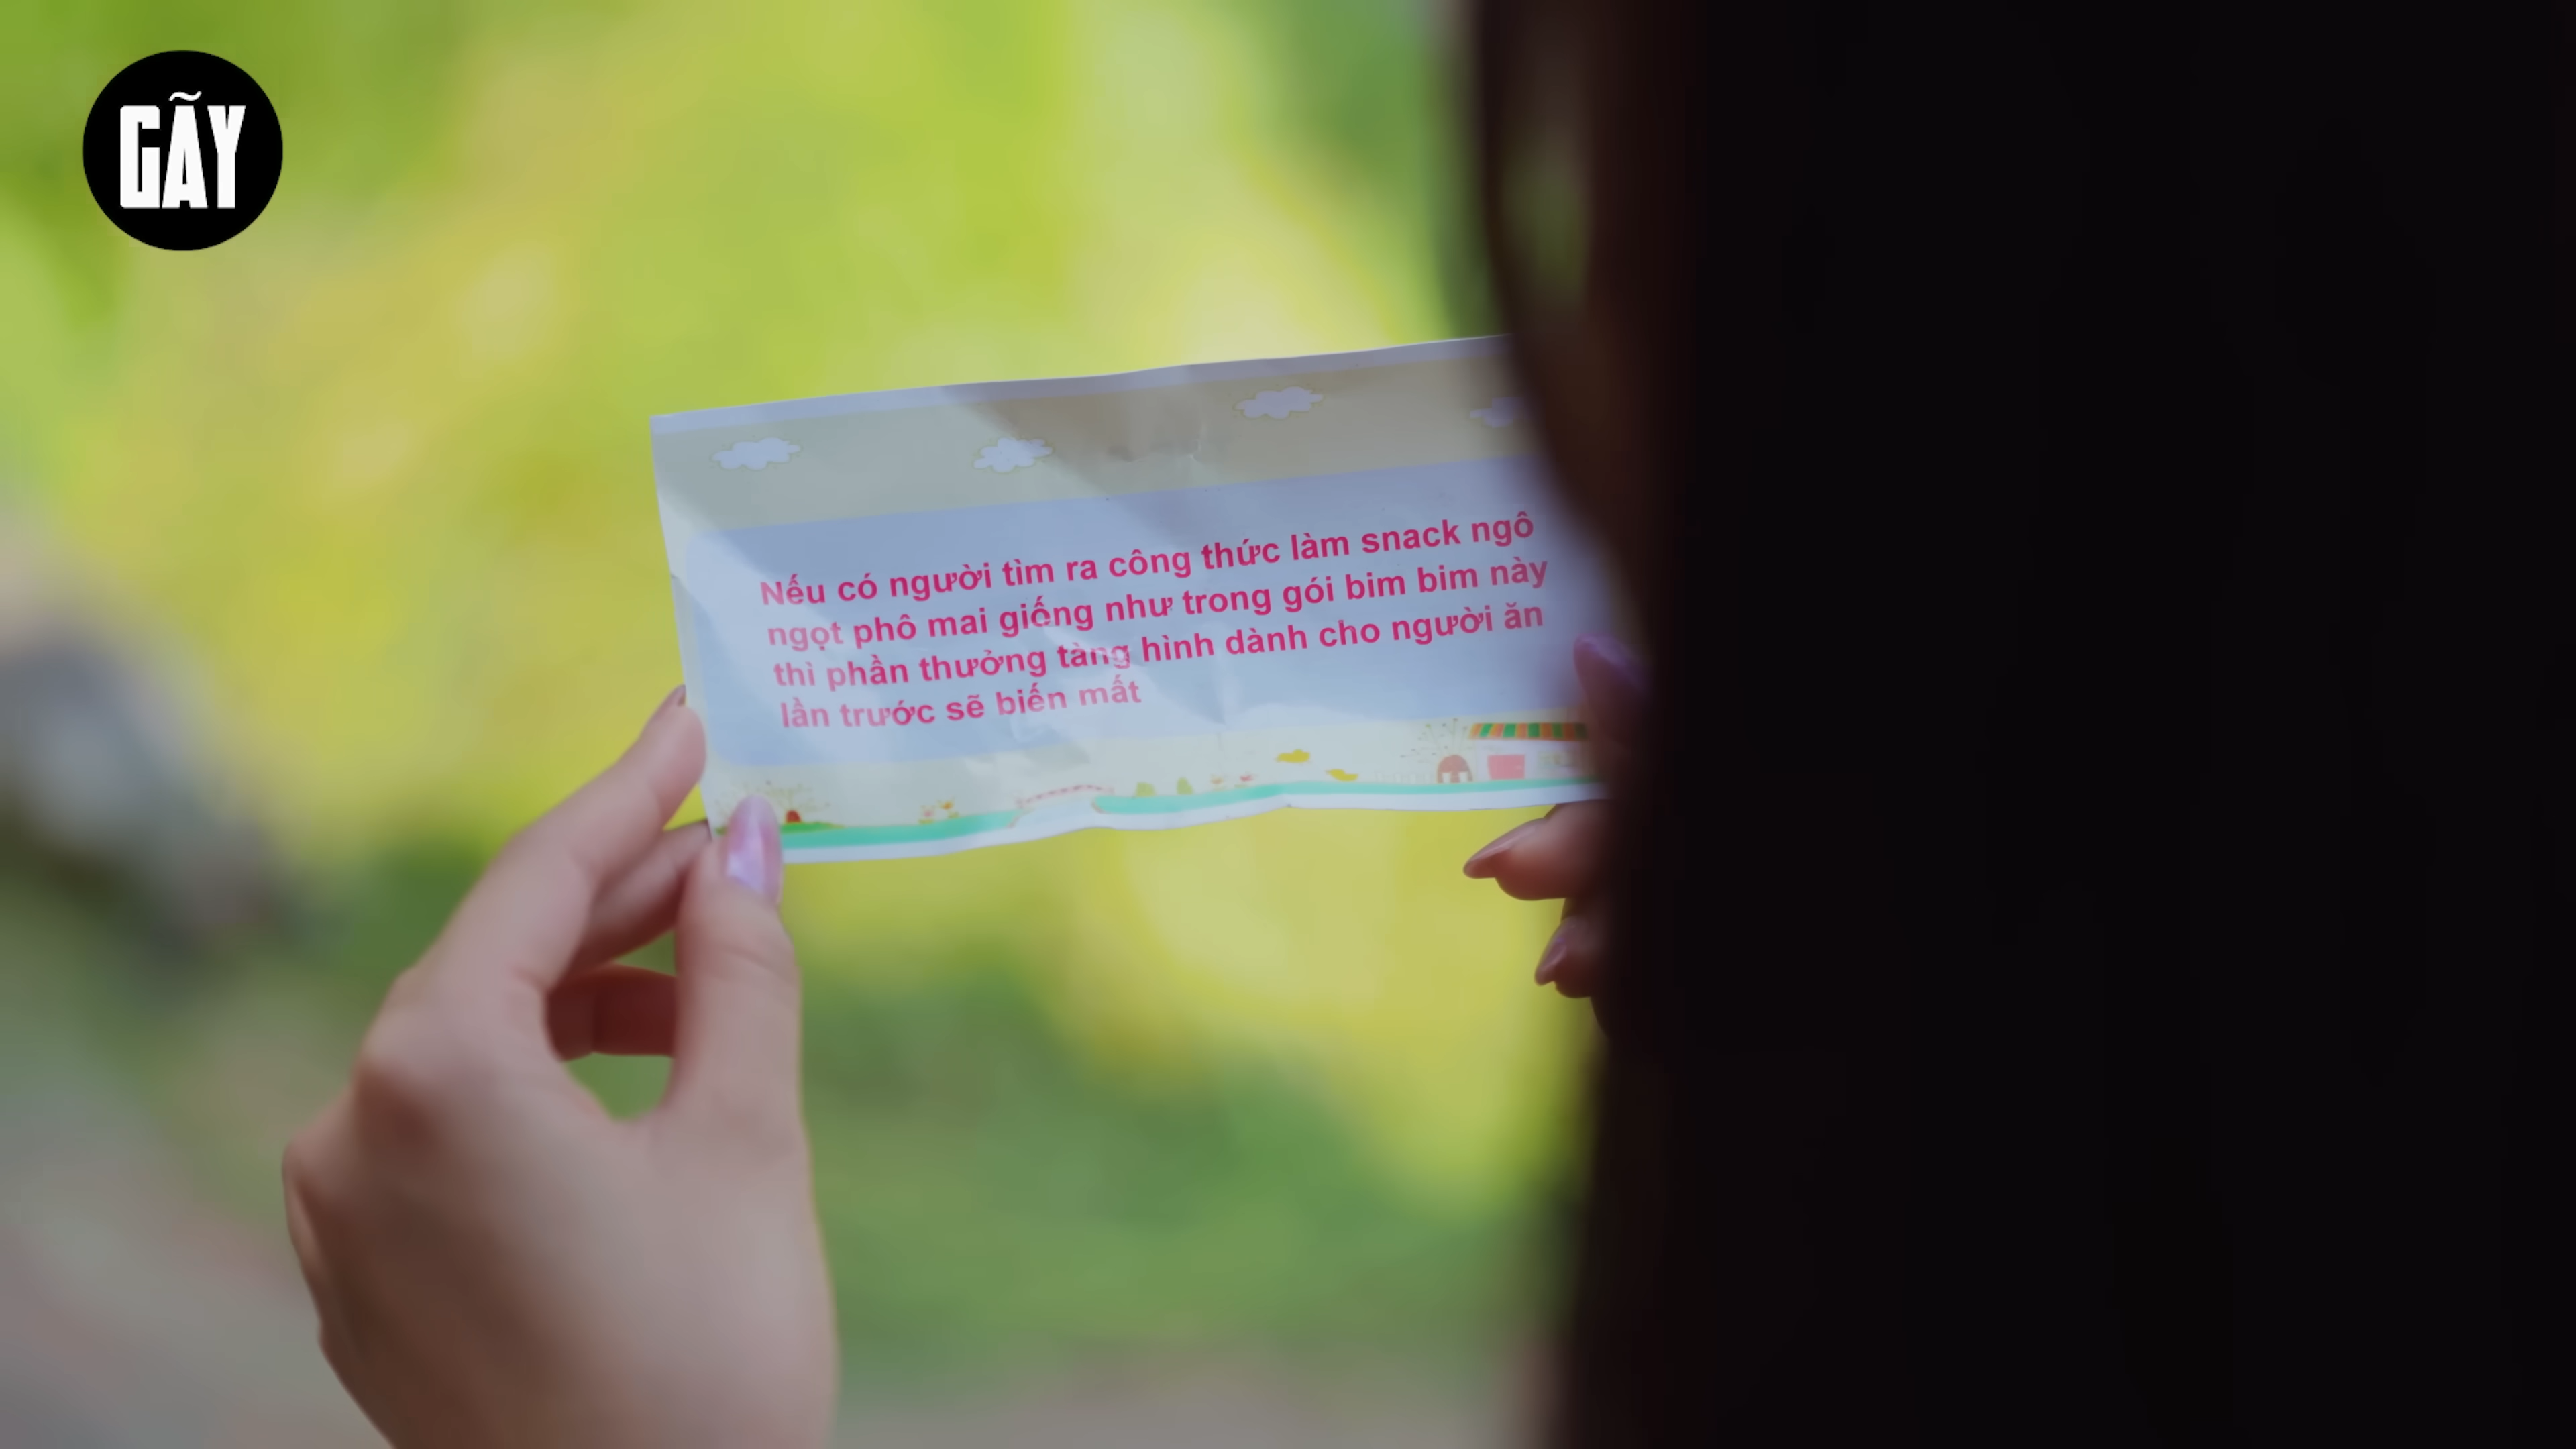 GÃY
Nếu có người tìm ra công thức làm snack ngô
ngọt phô mai giống như trong gói bim bim này
thì phần thưởng tàng hình dành cho người ăn
lần trước sẽ biến mất